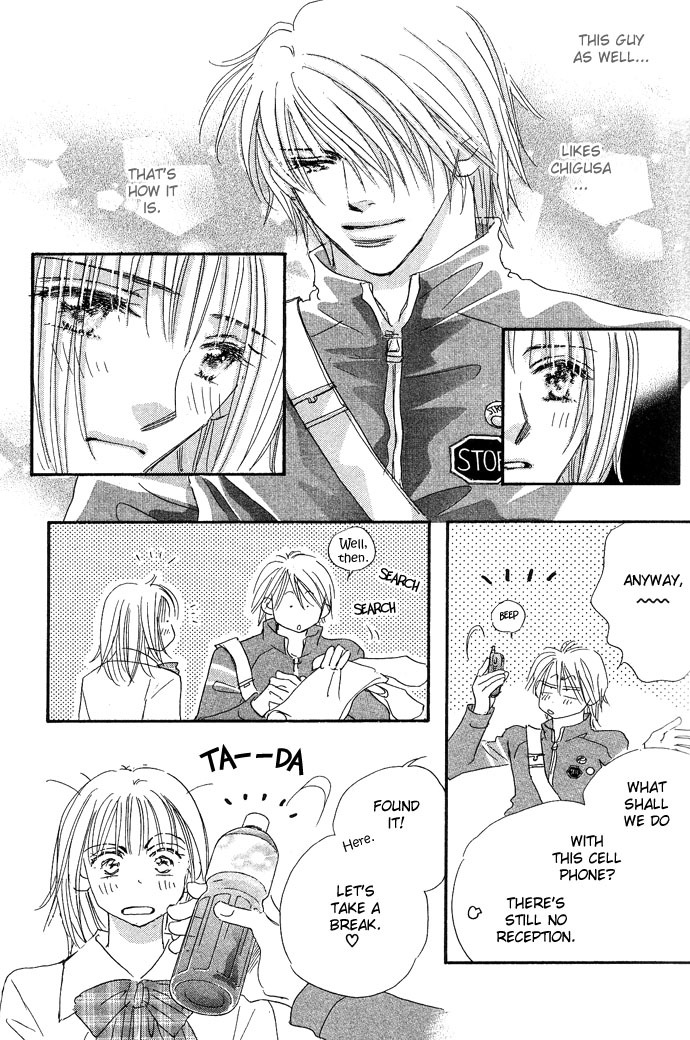 THIS GUY
AS WELL...
LIKES
CHIGUSA
...
THAT'S
HOW IT
IS.
STOP
ANYWAY,
BEEP
WHAT
SHALL
WE DO
WITH
THIS CELL
PHONE?
THERE'S
STILL NO
RECEPTION.
Well,
then.
SEARCH
SEARCH
TA--DA
FOUND
IT!
Here.
LET'S
TAKE A
BREAK.
♡